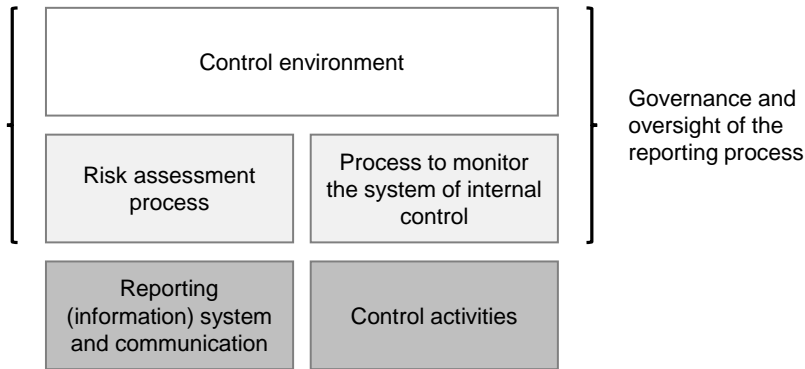 Control environment
Governance and
oversight of the
reporting process
Risk assessment
process
Process to monitor
the system of internal
control
Reporting
(information) system
and communication
Control activities